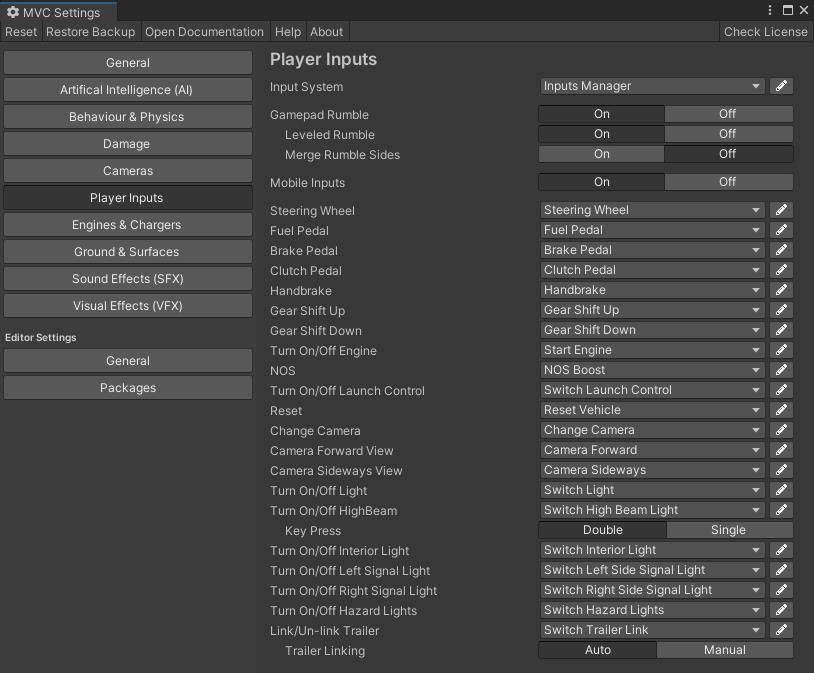 MVC Settings
Reset Restore Backup Open Documentation Help About Check License
General
Artifical Intelligence (AI)
Behaviour & Physics
Damage
Cameras
Player Inputs
Engines & Chargers
Ground & Surfaces
Sound Effects (SFX)
Visual Effects (VFX)
Editor Settings
General
Packages
Player Inputs
Input System Inputs Manager
Gamepad Rumble On Off
Leveled Rumble On Off
Merge Rumble Sides On Off
Mobile Inputs On Off
Steering Wheel Steering Wheel
Fuel Pedal Fuel Pedal
Brake Pedal Brake Pedal
Clutch Pedal Clutch Pedal
Handbrake Handbrake
Gear Shift Up Gear Shift Up
Gear Shift Down Gear Shift Down
Turn On/Off Engine Start Engine
NOS NOS Boost
Turn On/Off Launch Control Switch Launch Control
Reset Reset Vehicle
Change Camera Change Camera
Camera Forward View Camera Forward
Camera Sideways View Camera Sideways
Turn On/Off Light Switch Light
Turn On/Off HighBeam Switch High Beam Light
Key Press Double Single
Turn On/Off Interior Light Switch Interior Light
Turn On/Off Left Signal Light Switch Left Side Signal Light
Turn On/Off Right Signal Light Switch Right Side Signal Light
Turn On/Off Hazard Lights Switch Hazard Lights
Link/Un-link Trailer Switch Trailer Link
Trailer Linking Auto Manual